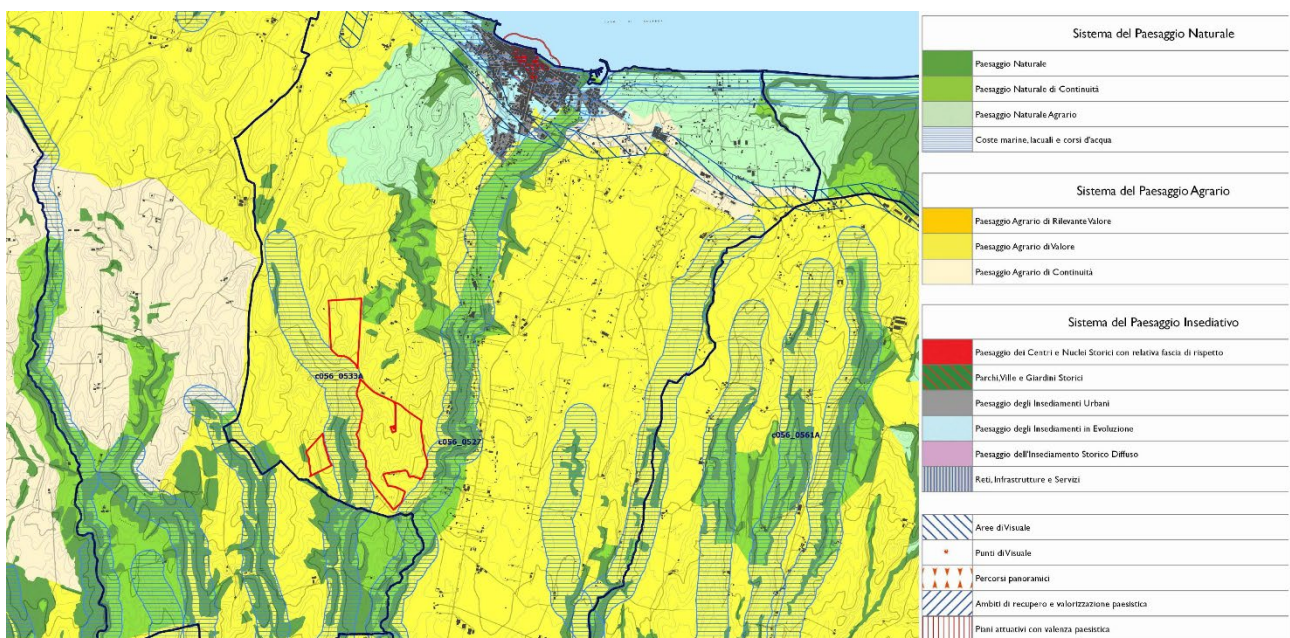 c056_0533A
c056_0527
c056_0561A
Sistema del Paesaggio Naturale
Paesaggio Naturale
Paesaggio Naturale di Continuità
Paesaggio Naturale Agrario
Coste marine, lacuali e corsi d'acqua
Sistema del Paesaggio Agrario
Paesaggio Agrario di Rilevante Valore
Paesaggio Agrario di Valore
Paesaggio Agrario di Continuità
Sistema del Paesaggio Insediativo
Paesaggio dei Centri e Nuclei Storici con relativa fascia di rispetto
Parchi, Ville e Giardini Storici
Paesaggio degli Insediamenti Urbani
Paesaggio degli Insediamenti in Evoluzione
Paesaggio dell'Insediamento Storico Diffuso
Reti, Infrastrutture e Servizi
Aree di Visuale
Punti di Visuale
Percorsi panoramici
Ambiti di recupero e valorizzazione paesistica
Piani attuativi con valenza paesistica